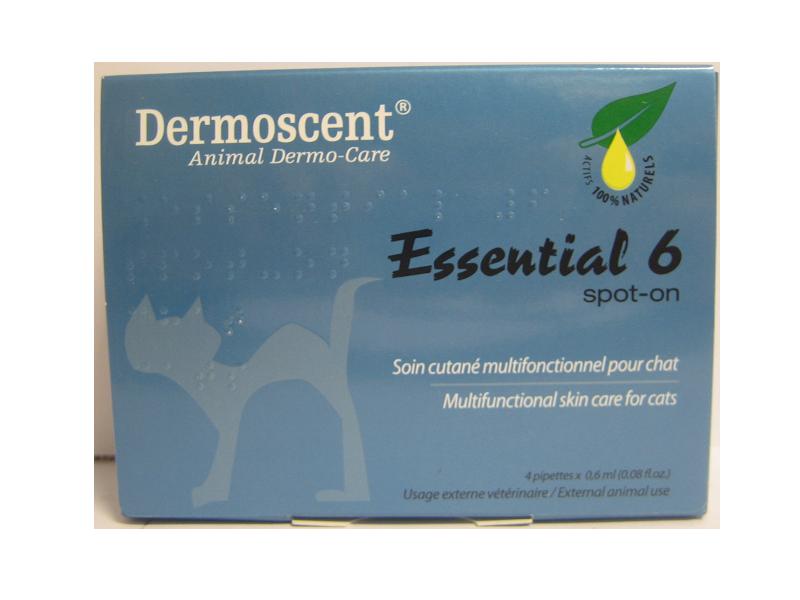 Dermoscent®
Animal Dermo-Care
ACTIFS 100% NATURELS
Essential 6
spot-on
Soin cutané multifonctionnel pour chat
Multifunctional skin care for cats
4 pipettes x 0,6 ml (0.08 fl.oz.)
Usage externe vétérinaire / External animal use